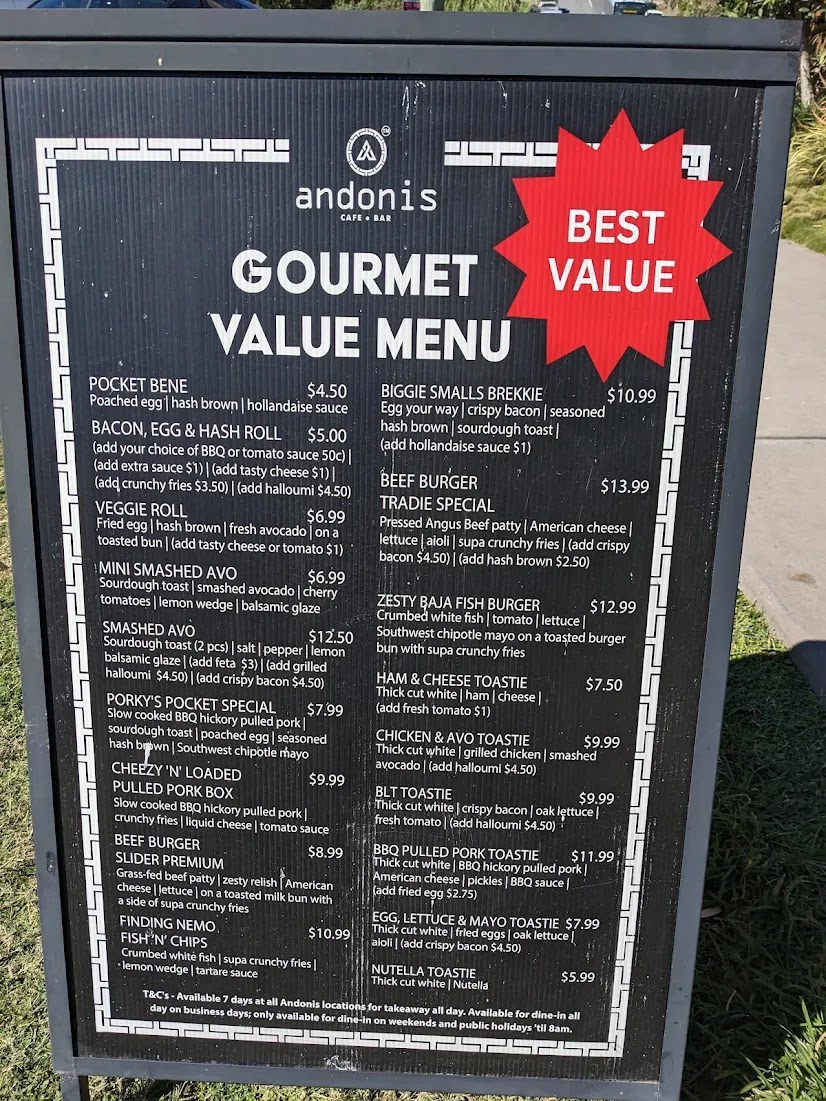 TM
andonis
CAFE • BAR
BEST
VALUE
GOURMET
VALUE MENU
POCKET BENE $4.50
Poached egg | hash brown | hollandaise sauce
BACON, EGG & HASH ROLL $5.00
(add your choice of BBQ or tomato sauce 50c) |
(add extra sauce $1) | (add tasty cheese $1) |
(add crunchy fries $3.50) | (add halloumi $4.50)
VEGGIE ROLL $6.99
Fried egg | hash brown | fresh avocado | on a
toasted bun | (add tasty cheese or tomato $1)
MINI SMASHED AVO $6.99
Sourdough toast | smashed avocado | cherry
tomatoes | lemon wedge | balsamic glaze
SMASHED AVO $12.50
Sourdough toast (2 pcs) | salt | pepper | lemon
balsamic glaze | (add feta $3) | (add grilled
halloumi $4.50) | (add crispy bacon $4.50)
PORKY'S POCKET SPECIAL $7.99
Slow cooked BBQ hickory pulled pork |
sourdough toast | poached egg | seasoned
hash brown | Southwest chipotle mayo
CHEEZY 'N' LOADED $9.99
PULLED PORK BOX
Slow cooked BBQ hickory pulled pork |
crunchy fries | liquid cheese | tomato sauce
BEEF BURGER $8.99
SLIDER PREMIUM
Grass-fed beef patty | zesty relish | American
cheese | lettuce | on a toasted milk bun with
a side of supa crunchy fries
FINDING NEMO $10.99
FISH 'N' CHIPS
Crumbed white fish | supa crunchy fries |
lemon wedge | tartare sauce
BIGGIE SMALLS BREKKIE $10.99
Egg your way | crispy bacon | seasoned
hash brown | sourdough toast |
(add hollandaise sauce $1)
BEEF BURGER $13.99
TRADIE SPECIAL
Pressed Angus Beef patty | American cheese |
lettuce | aioli | supa crunchy fries | (add crispy
bacon $4.50) | (add hash brown $2.50)
ZESTY BAJA FISH BURGER $12.99
Crumbed white fish | tomato | lettuce |
Southwest chipotle mayo on a toasted burger
bun with supa crunchy fries
HAM & CHEESE TOASTIE $7.50
Thick cut white | ham | cheese |
(add fresh tomato $1)
CHICKEN & AVO TOASTIE $9.99
Thick cut white | grilled chicken | smashed
avocado | (add halloumi $4.50)
BLT TOASTIE $9.99
Thick cut white | crispy bacon | oak lettuce |
fresh tomato | (add halloumi $4.50)
BBQ PULLED PORK TOASTIE $11.99
Thick cut white | BBQ hickory pulled pork |
American cheese | pickles | BBQ sauce |
(add fried egg $2.75)
EGG, LETTUCE & MAYO TOASTIE $7.99
Thick cut white | fried eggs | oak lettuce |
aioli | (add crispy bacon $4.50)
NUTELLA TOASTIE $5.99
Thick cut white | Nutella
T&C's - Available 7 days at all Andonis locations for takeaway all day. Available for dine-in all
day on business days; only available for dine-in on weekends and public holidays 'til 8am.